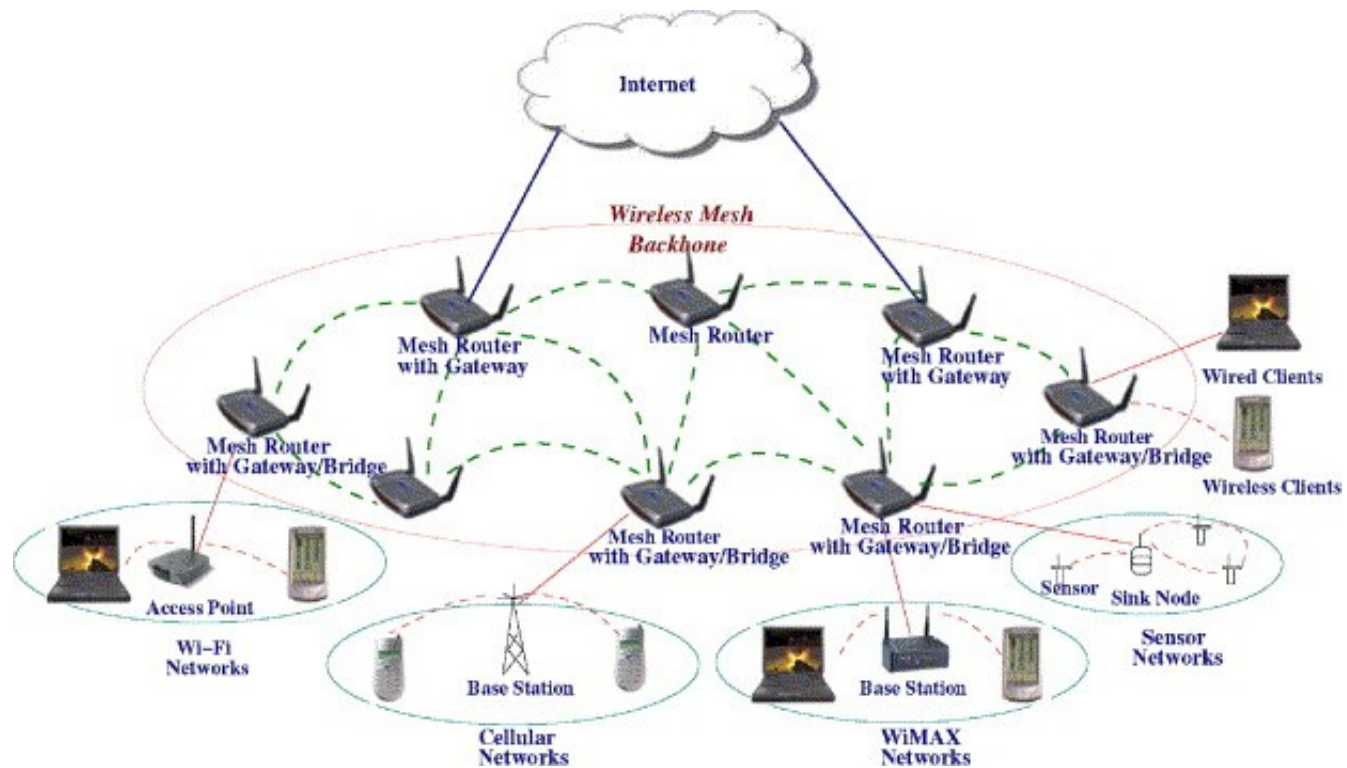 Internet
Wireless Mesh
Backbone
Mesh Router
with Gateway
Mesh Router
Mesh Router
with Gateway
Wired Clients
Mesh Router
with Gateway/Bridge
Mesh Router
with Gateway/Bridge
Wireless Clients
Mesh Router
with Gateway/Bridge
Mesh Router
with Gateway/Bridge
Access Point
Wi-Fi
Networks
Sensor
Sink Node
Sensor
Networks
Base Station
Cellular
Networks
Base Station
WiMAX
Networks